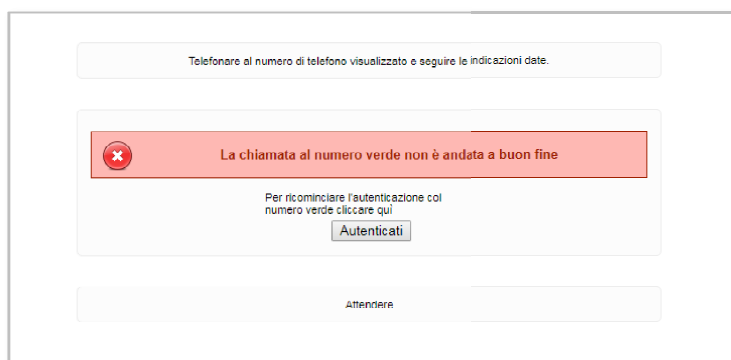 Telefonare al numero di telefono visualizzato e seguire le indicazioni date.
La chiamata al numero verde non è andata a buon fine
Per ricominciare l'autenticazione col
numero verde cliccare qui
Autenticati
Attendere